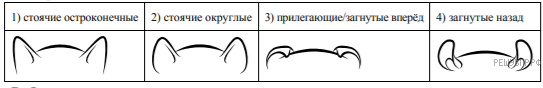 1) стоячие остроконечные 2) стоячие округлые 3) прилегающие/загнутые вперёд 4) загнутые назад